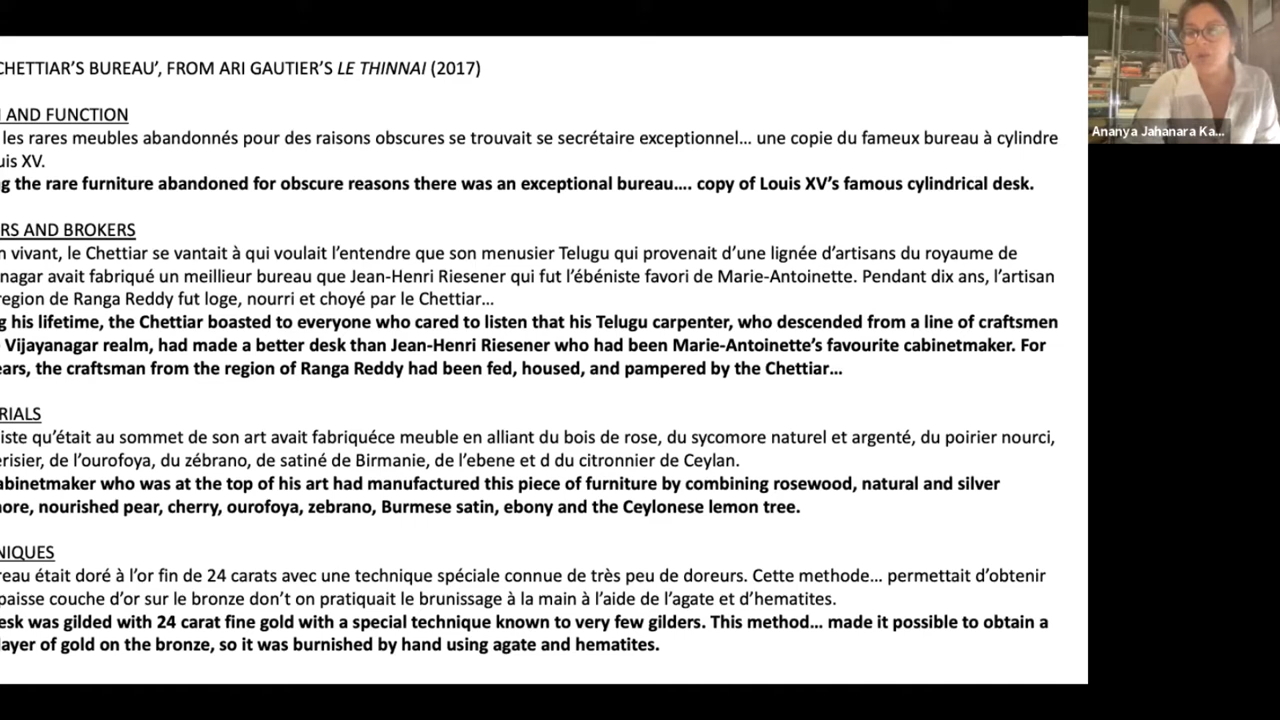 CHETTIAR'S BUREAU', FROM ARI GAUTIER'S LE THINNAI (2017)
AND FUNCTION
les rares meubles abandonnés pour des raisons obscures se trouvait se secrétaire exceptionnel… une copie du fameux bureau à cylindre
uis XV.
g the rare furniture abandoned for obscure reasons there was an exceptional bureau…. copy of Louis XV's famous cylindrical desk.
RS AND BROKERS
n vivant, le Chettiar se vantait à qui voulait l'entendre que son menusier Telugu qui provenait d'une lignée d'artisans du royaume de
nagar avait fabriqué un meillieur bureau que Jean-Henri Riesener qui fut l'ébéniste favori de Marie-Antoinette. Pendant dix ans, l'artisan
region de Ranga Reddy fut loge, nourri et choyé par le Chettiar…
g his lifetime, the Chettiar boasted to everyone who cared to listen that his Telugu carpenter, who descended from a line of craftsmen
Vijayanagar realm, had made a better desk than Jean-Henri Riesener who had been Marie-Antoinette's favourite cabinetmaker. For
ears, the craftsman from the region of Ranga Reddy had been fed, housed, and pampered by the Chettiar…
RIALS
iste qu'était au sommet de son art avait fabriquéce meuble en alliant du bois de rose, du sycomore naturel et argenté, du poirier nourci,
erisier, de l'ourofoya, du zébrano, de satiné de Birmanie, de l'ebene et d du citronnier de Ceylan.
abinetmaker who was at the top of his art had manufactured this piece of furniture by combining rosewood, natural and silver
more, nourished pear, cherry, ourofoya, zebrano, Burmese satin, ebony and the Ceylonese lemon tree.
NIQUES
reau était doré à l'or fin de 24 carats avec une technique spéciale connue de très peu de doreurs. Cette methode… permettait d'obtenir
paisse couche d'or sur le bronze don't on pratiquait le brunissage à la main à l'aide de l'agate et d'hematites.
esk was gilded with 24 carat fine gold with a special technique known to very few gilders. This method… made it possible to obtain a
layer of gold on the bronze, so it was burnished by hand using agate and hematites.
Ananya Jahanara Ka...